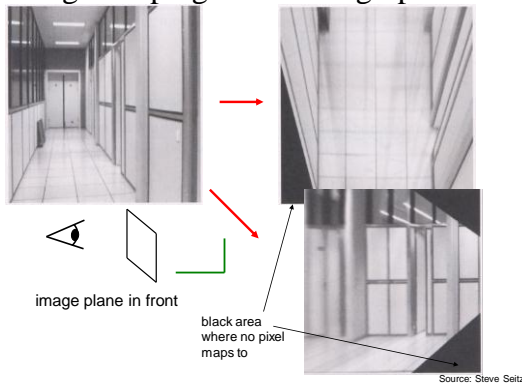 image plane in front
black area
where no pixel
maps to
Source: Steve Seitz